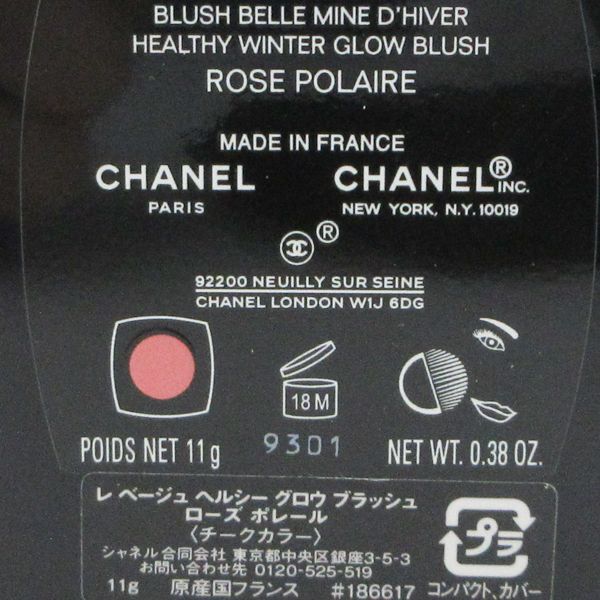 BLUSH BELLE MINE D'HIVER
HEALTHY WINTER GLOW BLUSH
ROSE POLAIRE
MADE IN FRANCE
CHANEL CHANEL® INC.
PARIS NEW YORK, N.Y. 10019
®
92200 NEUILLY SUR SEINE
CHANEL LONDON W1J 6DG
18 M
POIDS NET 11 g 9301 NET WT. 0.38 OZ.
レ ベージュ ヘルシー グロウ ブラッシュ
ローズ ポレール
〈チークカラー〉
シャネル 合同会社 東京都中央区銀座3-5-3
お問い合わせ先 0120-525-519
11g 原産国フランス #186617
プラ
コンパクト、カバー